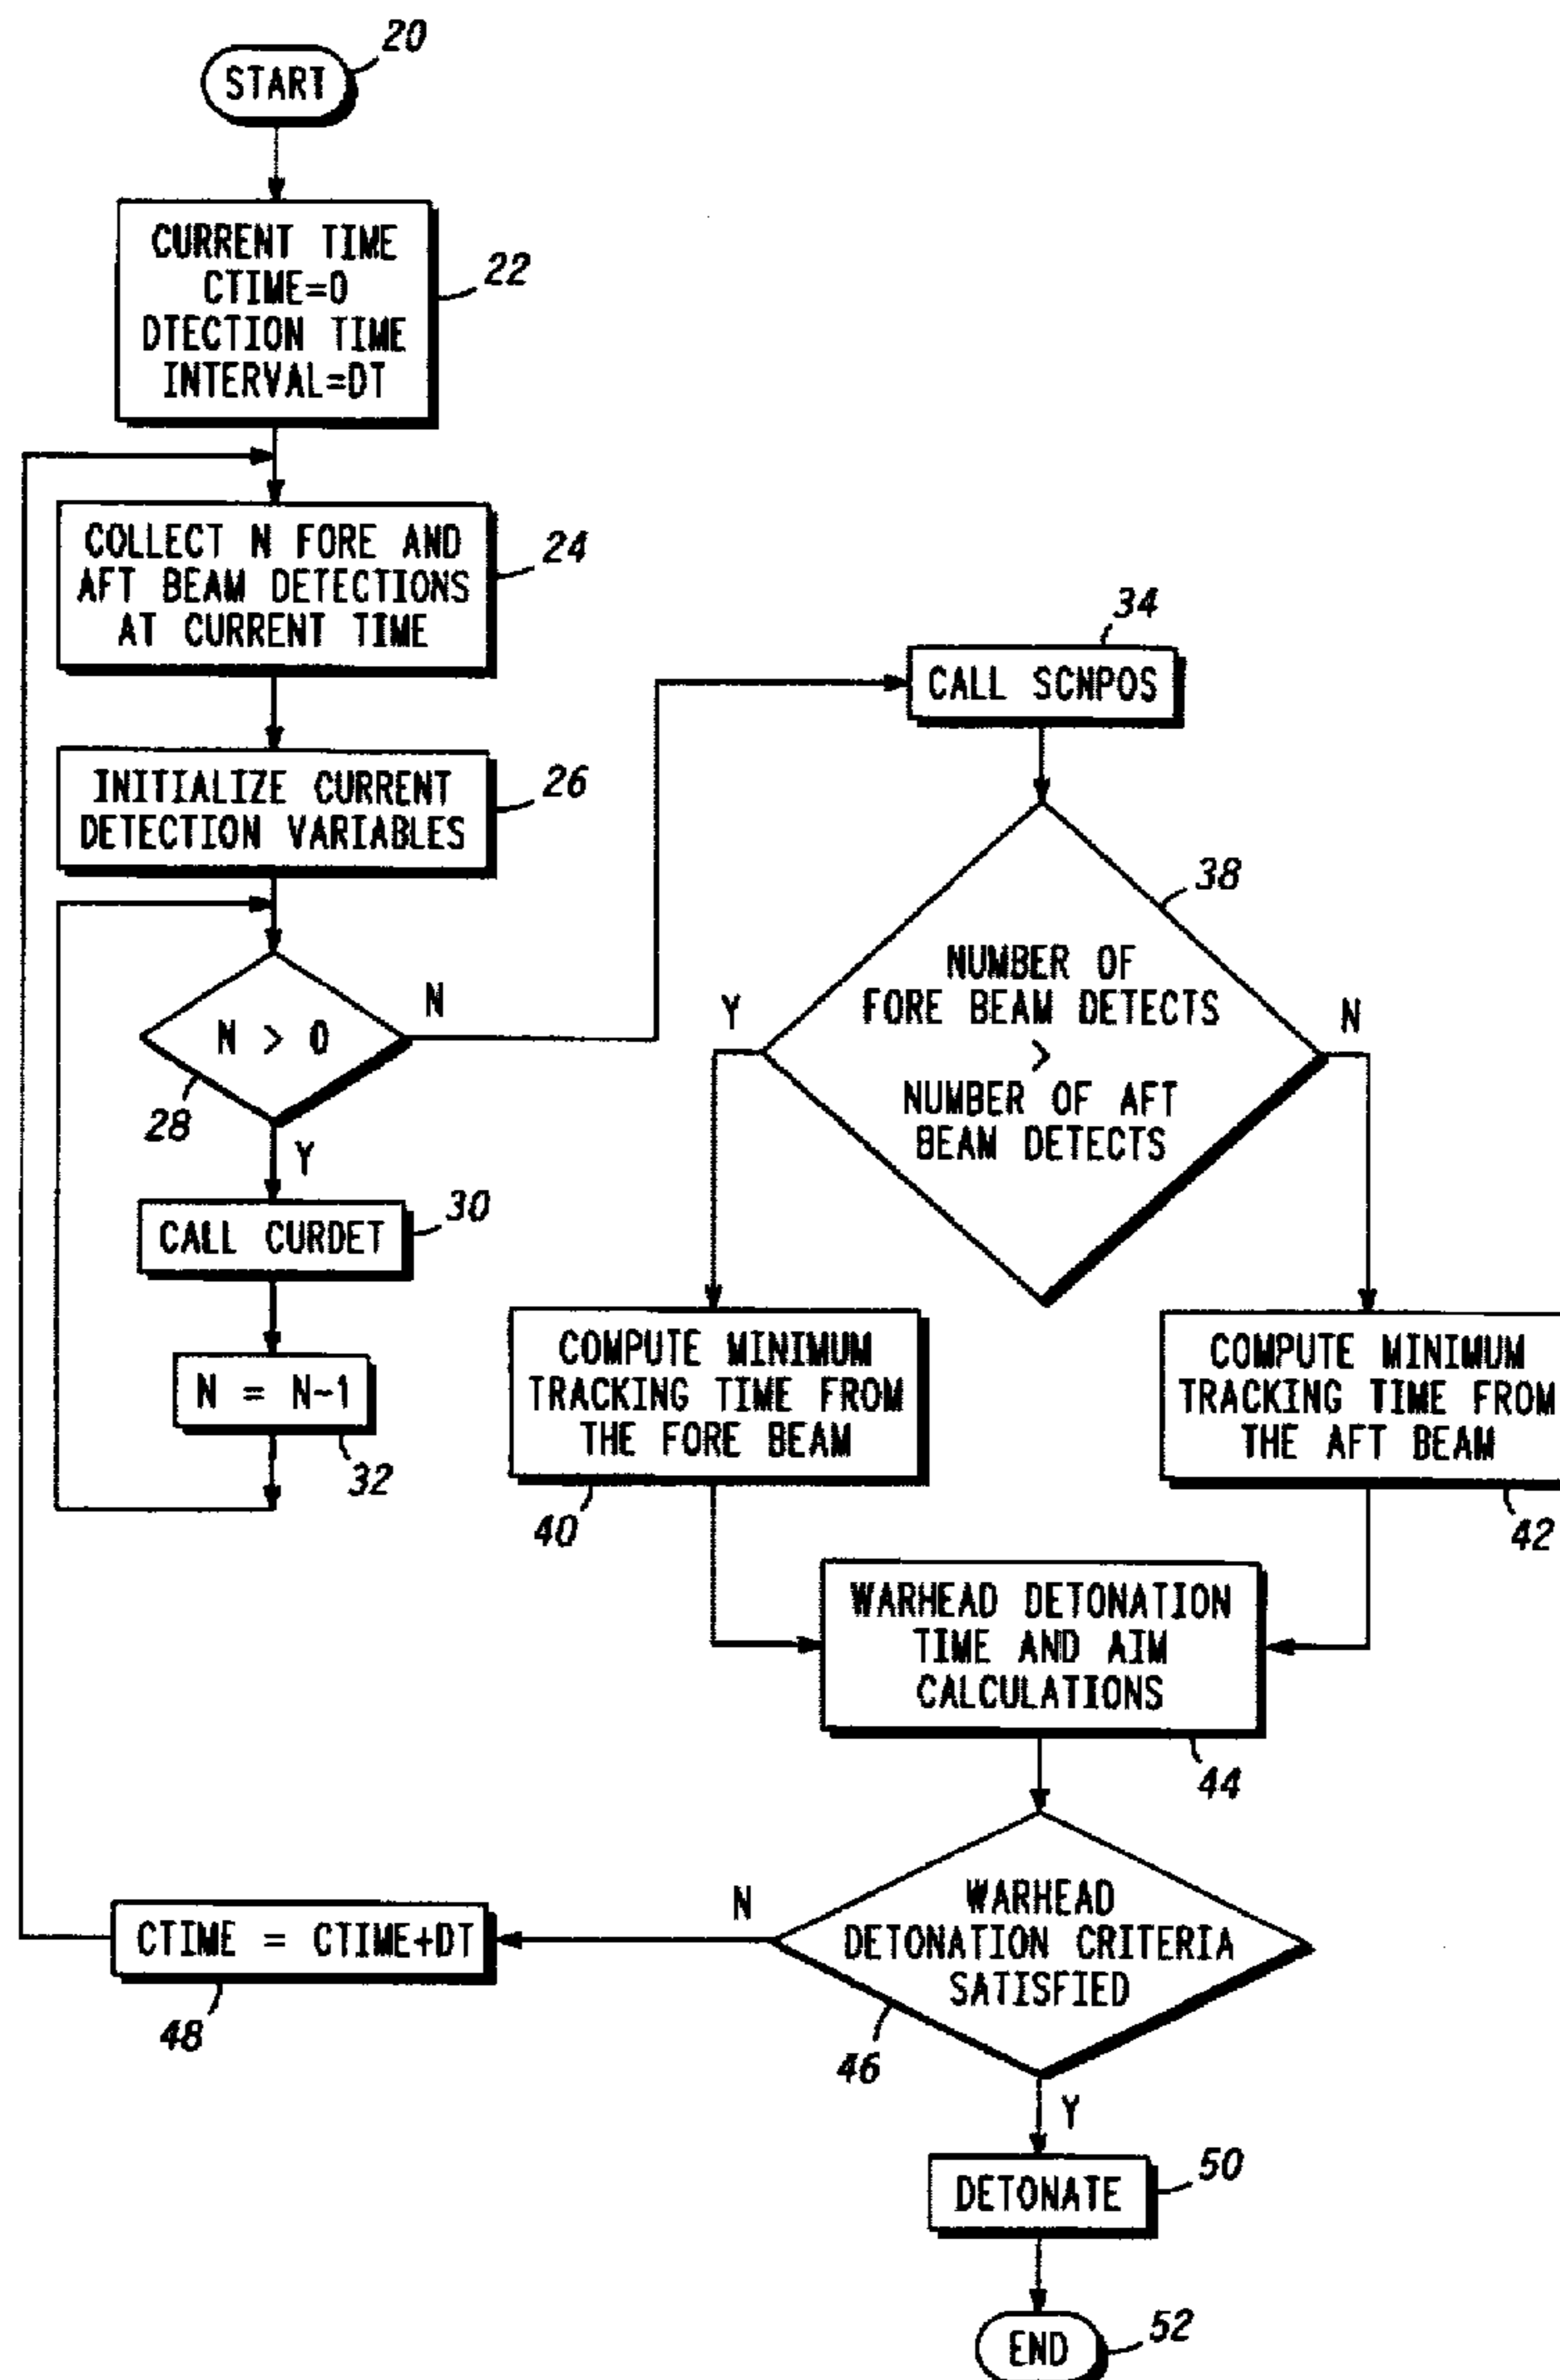 20
START
CURRENT TIME
CTIME=0
DTECTION TIME
INTERVAL=DT
22
COLLECT N FORE AND
AFT BEAM DETECTIONS
AT CURRENT TIME
24
INITIALIZE CURRENT
DETECTION VARIABLES
26
N > 0
N
28
Y
CALL CURDET
30
N = N-1
32
34
CALL SCNPOS
38
NUMBER OF
FORE BEAM DETECTS
>
NUMBER OF AFT
BEAM DETECTS
Y
N
COMPUTE MINIMUM
TRACKING TIME FROM
THE FORE BEAM
40
COMPUTE MINIMUM
TRACKING TIME FROM
THE AFT BEAM
42
WARHEAD DETONATION
TIME AND AIM
CALCULATIONS
44
WARHEAD
DETONATION CRITERIA
SATISFIED
46
N
CTIME = CTIME+DT
48
Y
DETONATE
50
END
52